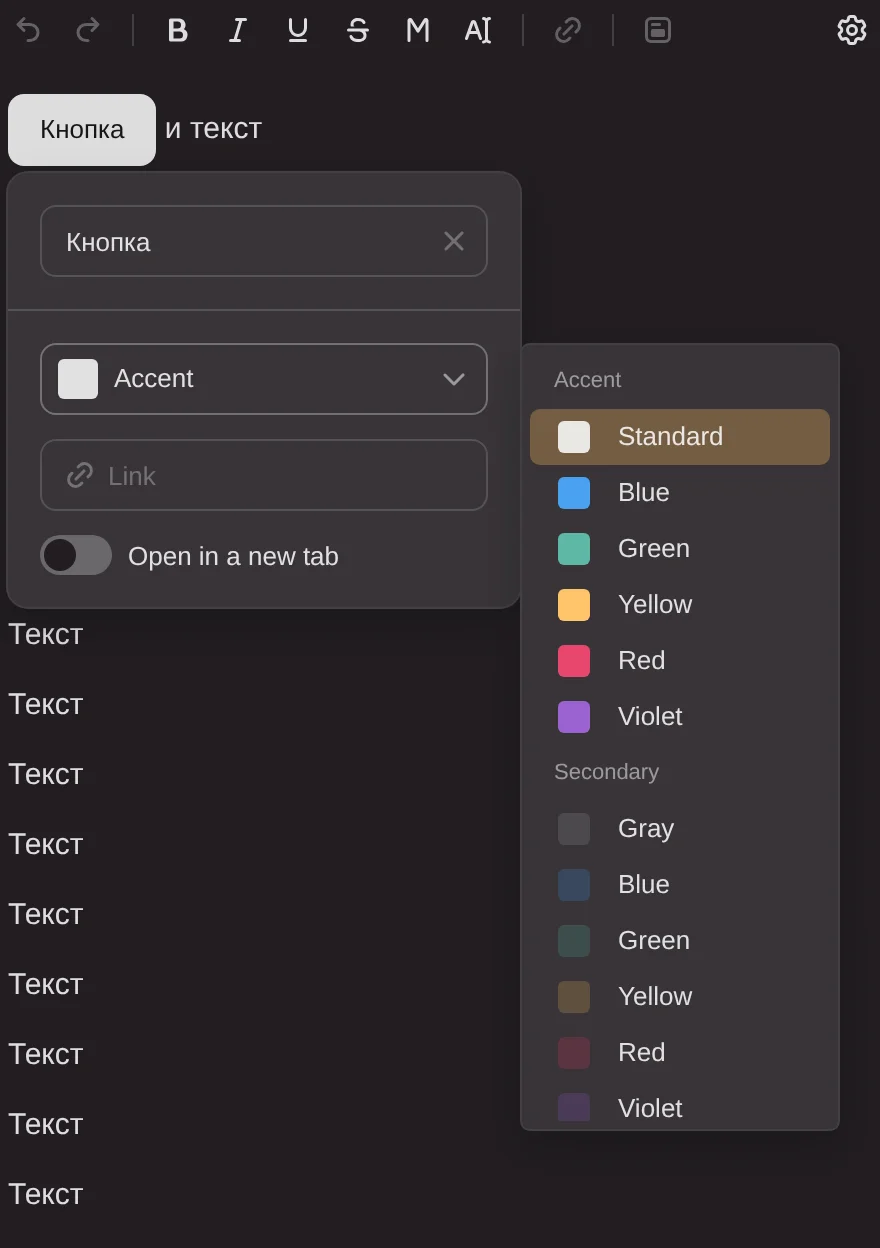 B I U S M AI
Кнопка и текст
Кнопка
Accent
Link
Open in a new tab
Accent
Standard
Blue
Green
Yellow
Red
Violet
Secondary
Gray
Blue
Green
Yellow
Red
Violet
Текст
Текст
Текст
Текст
Текст
Текст
Текст
Текст
Текст